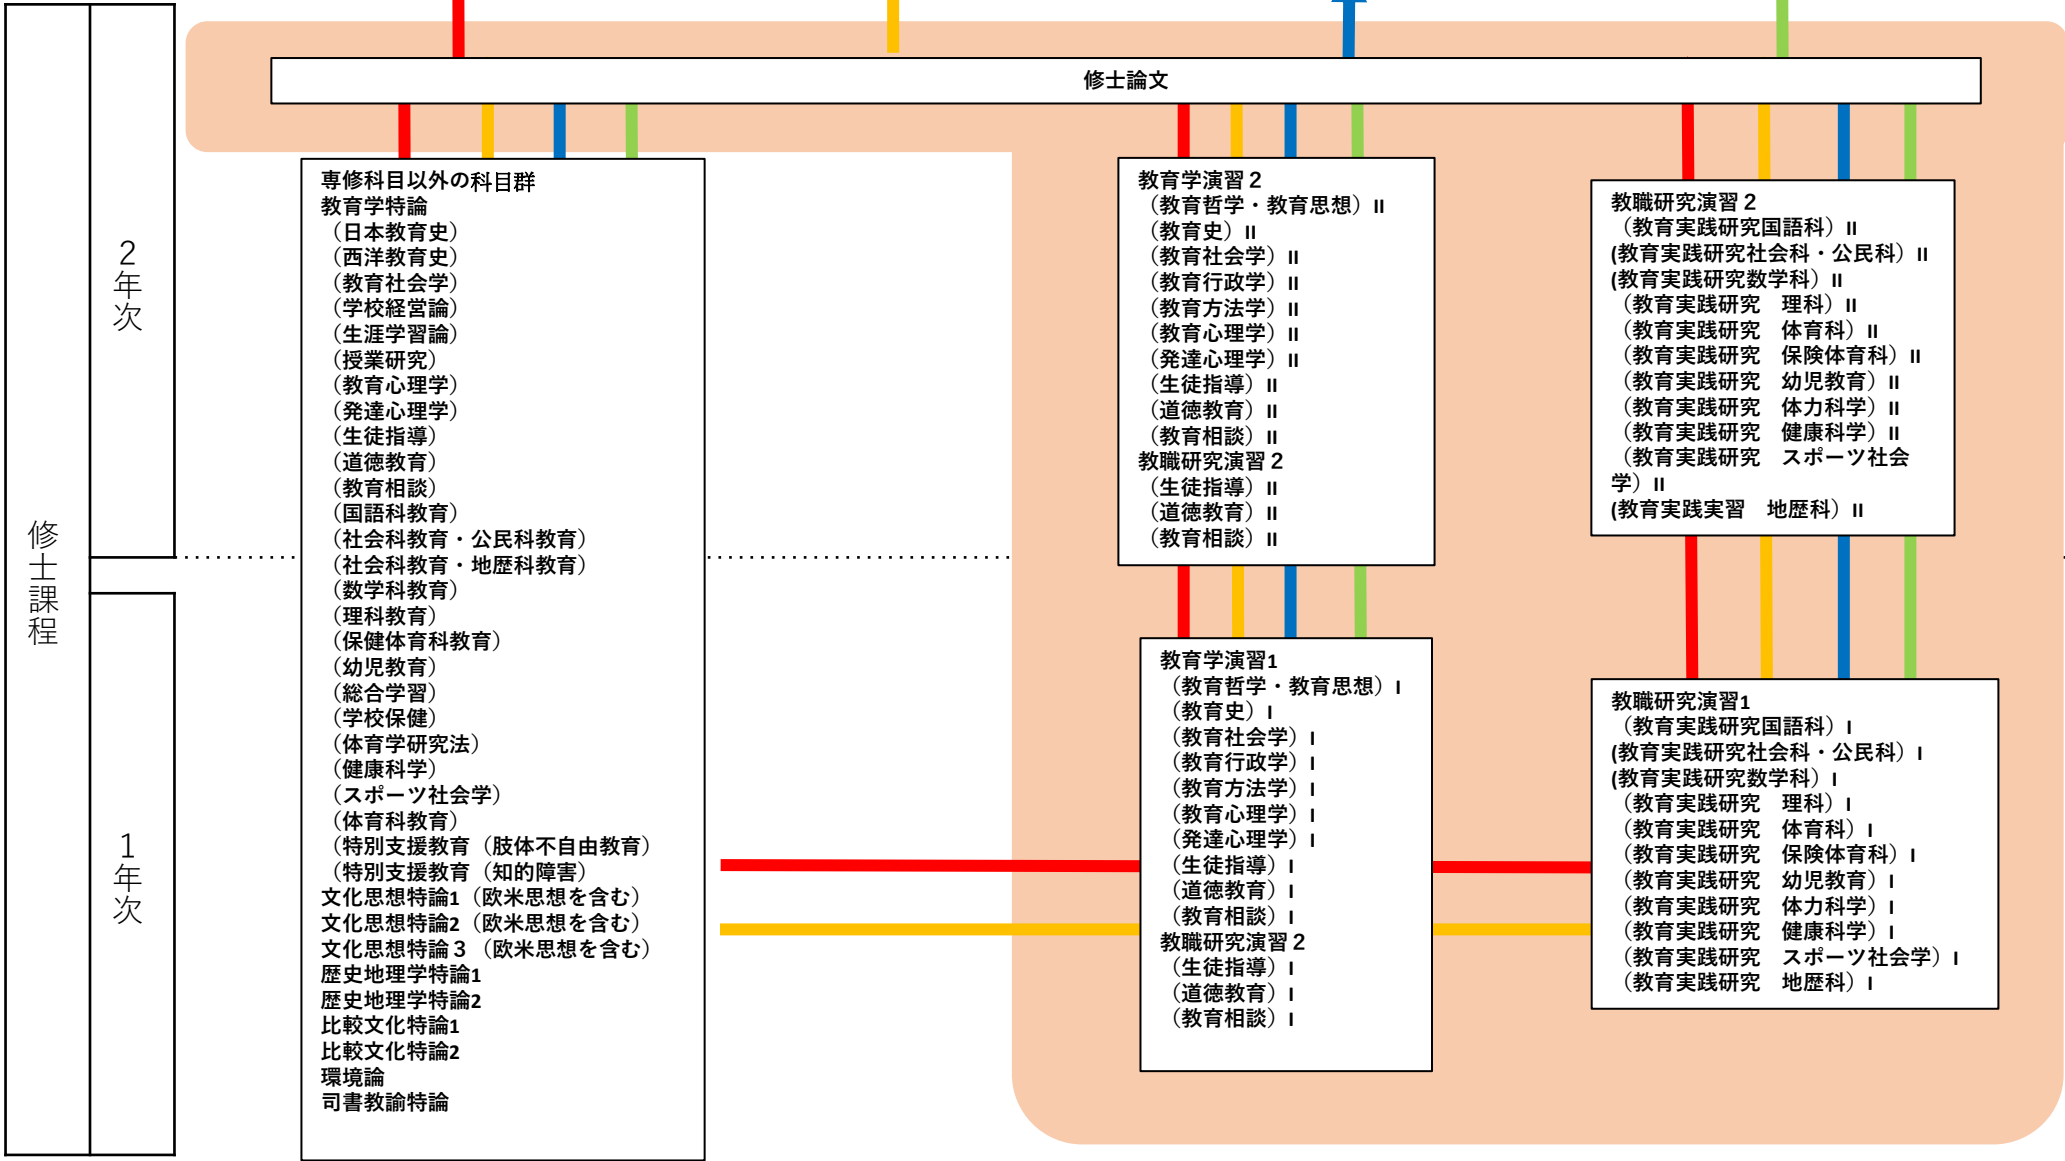 修士課程
2年次
1年次
修士論文
専修科目以外の科目群
教育学特論
（日本教育史）
（西洋教育史）
（教育社会学）
（学校経営論）
（生涯学習論）
（授業研究）
（教育心理学）
（発達心理学）
（生徒指導）
（道徳教育）
（教育相談）
（国語科教育）
（社会科教育・公民科教育）
（社会科教育・地歴科教育）
（数学科教育）
（理科教育）
（保健体育科教育）
（幼児教育）
（総合学習）
（学校保健）
（体育学研究法）
（健康科学）
（スポーツ社会学）
（体育科教育）
（特別支援教育（肢体不自由教育）
（特別支援教育（知的障害）
文化思想特論1（欧米思想を含む）
文化思想特論2（欧米思想を含む）
文化思想特論３（欧米思想を含む）
歴史地理学特論1
歴史地理学特論2
比較文化特論1
比較文化特論2
環境論
司書教諭特論
教育学演習２
（教育哲学・教育思想）II
（教育史）II
（教育社会学）II
（教育行政学）II
（教育方法学）II
（教育心理学）II
（発達心理学）II
（生徒指導）II
（道徳教育）II
（教育相談）II
教職研究演習２
（生徒指導）II
（道徳教育）II
（教育相談）II
教職研究演習２
（教育実践研究国語科）II
(教育実践研究社会科・公民科）II
(教育実践研究数学科）II
（教育実践研究　理科）II
（教育実践研究　体育科）II
（教育実践研究　保険体育科）II
（教育実践研究　幼児教育）II
（教育実践研究　体力科学）II
（教育実践研究　健康科学）II
（教育実践研究　スポーツ社会
学）II
(教育実践実習　地歴科）II
教育学演習1
（教育哲学・教育思想）I
（教育史）I
（教育社会学）I
（教育行政学）I
（教育方法学）I
（教育心理学）I
（発達心理学）I
（生徒指導）I
（道徳教育）I
（教育相談）I
教職研究演習２
（生徒指導）I
（道徳教育）I
（教育相談）I
教職研究演習1
（教育実践研究国語科）I
(教育実践研究社会科・公民科）I
(教育実践研究数学科）I
（教育実践研究　理科）I
（教育実践研究　体育科）I
（教育実践研究　保険体育科）I
（教育実践研究　幼児教育）I
（教育実践研究　体力科学）I
（教育実践研究　健康科学）I
（教育実践研究　スポーツ社会学）I
（教育実践研究　地歴科）I